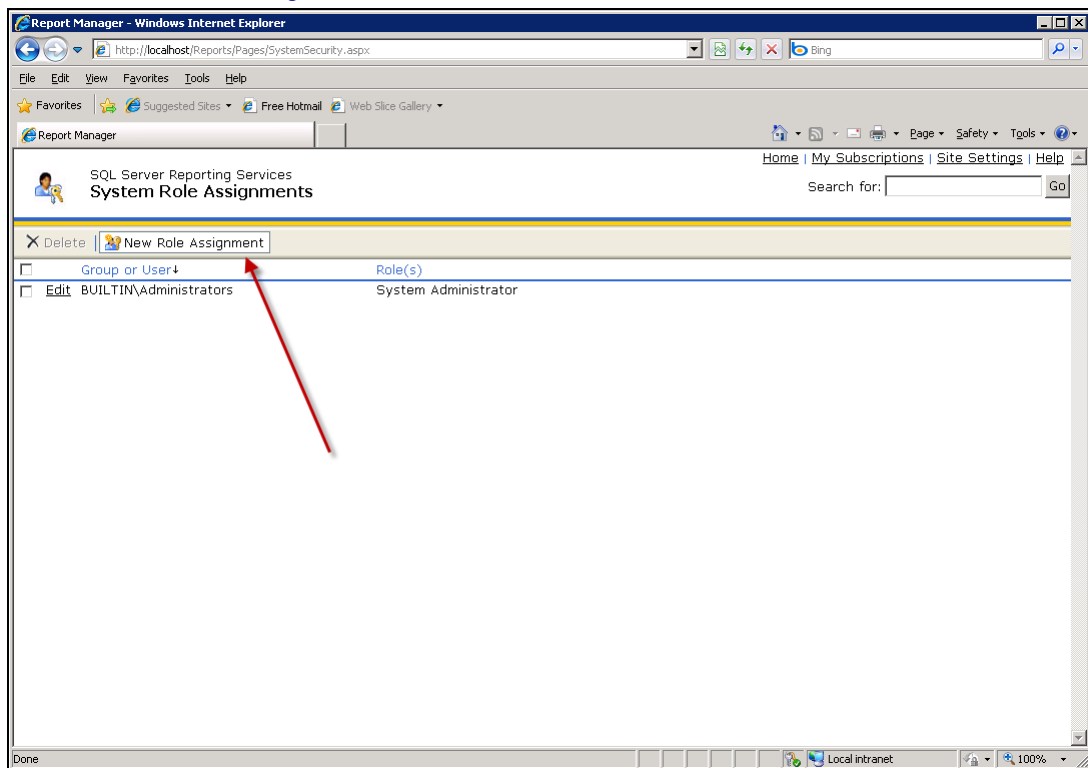 Report Manager - Windows Internet Explorer
http://localhost/Reports/Pages/SystemSecurity.aspx
Bing
File Edit View Favorites Tools Help
Favorites Suggested Sites Free Hotmail Web Slice Gallery
Report Manager
Page Safety Tools
Home | My Subscriptions | Site Settings | Help
SQL Server Reporting Services
System Role Assignments
Search for: Go
Delete | New Role Assignment
Group or User↓ Role(s)
Edit BUILTIN\Administrators System Administrator
Done Local intranet 100%